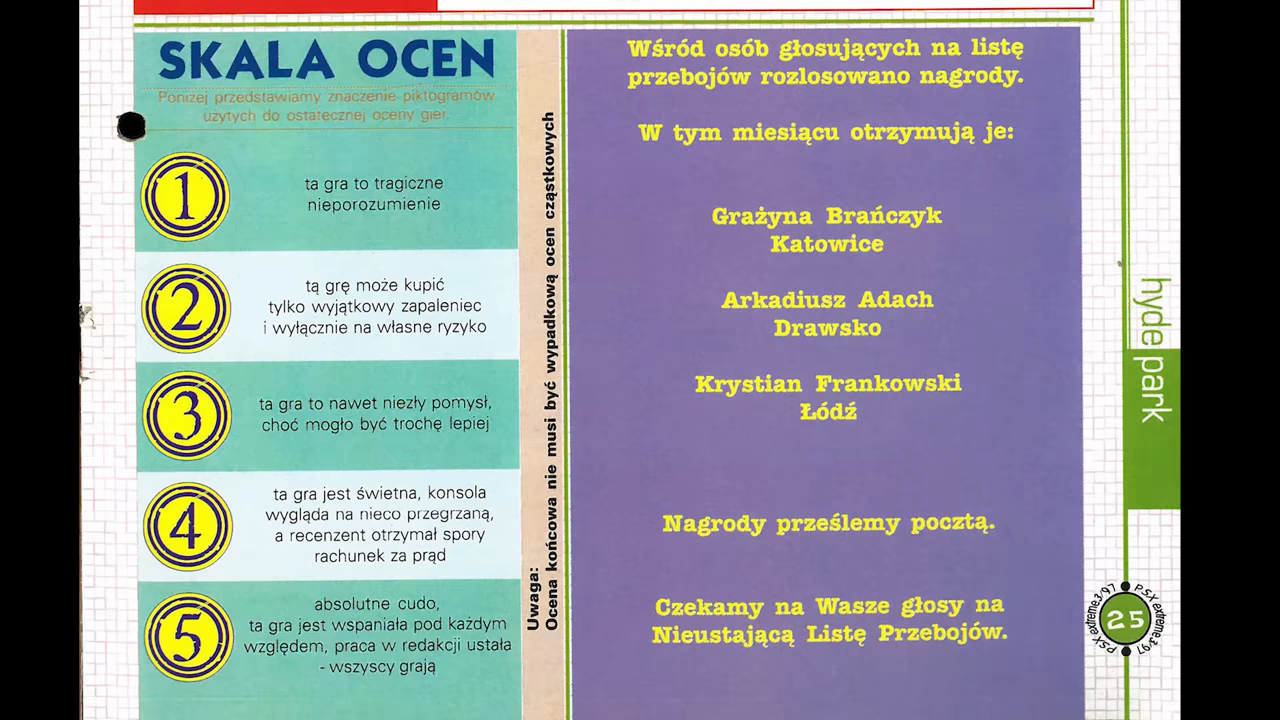 SKALA OCEN
Poniżej przedstawiamy znaczenie piktogramów
użytych do ostatecznej oceny gier.
1
ta gra to tragiczne
nieporozumienie
2
tą grę może kupić
tylko wyjątkowy zapaleniec
i wyłącznie na własne ryzyko
3
ta gra to nawet niezły pomysł,
choć mogło być trochę lepiej
4
ta gra jest świetna, konsola
wygląda na nieco przegrzaną,
a recenzent otrzymał spory
rachunek za prąd
5
absolutne cudo,
ta gra jest wspaniała pod każdym
względem, praca w redakcji ustała
- wszyscy grają
Uwaga:
Ocena końcowa nie musi być wypadkową ocen cząstkowych
Wśród osób głosujących na listę
przebojów rozlosowano nagrody.
W tym miesiącu otrzymują je:
Grażyna Brańczyk
Katowice
Arkadiusz Adach
Drawsko
Krystian Frankowski
Łódź
Nagrody prześlemy pocztą.
Czekamy na Wasze głosy na
Nieustającą Listę Przebojów.
hyde park
PSX extreme 3/97
25
PSX extreme 3/97